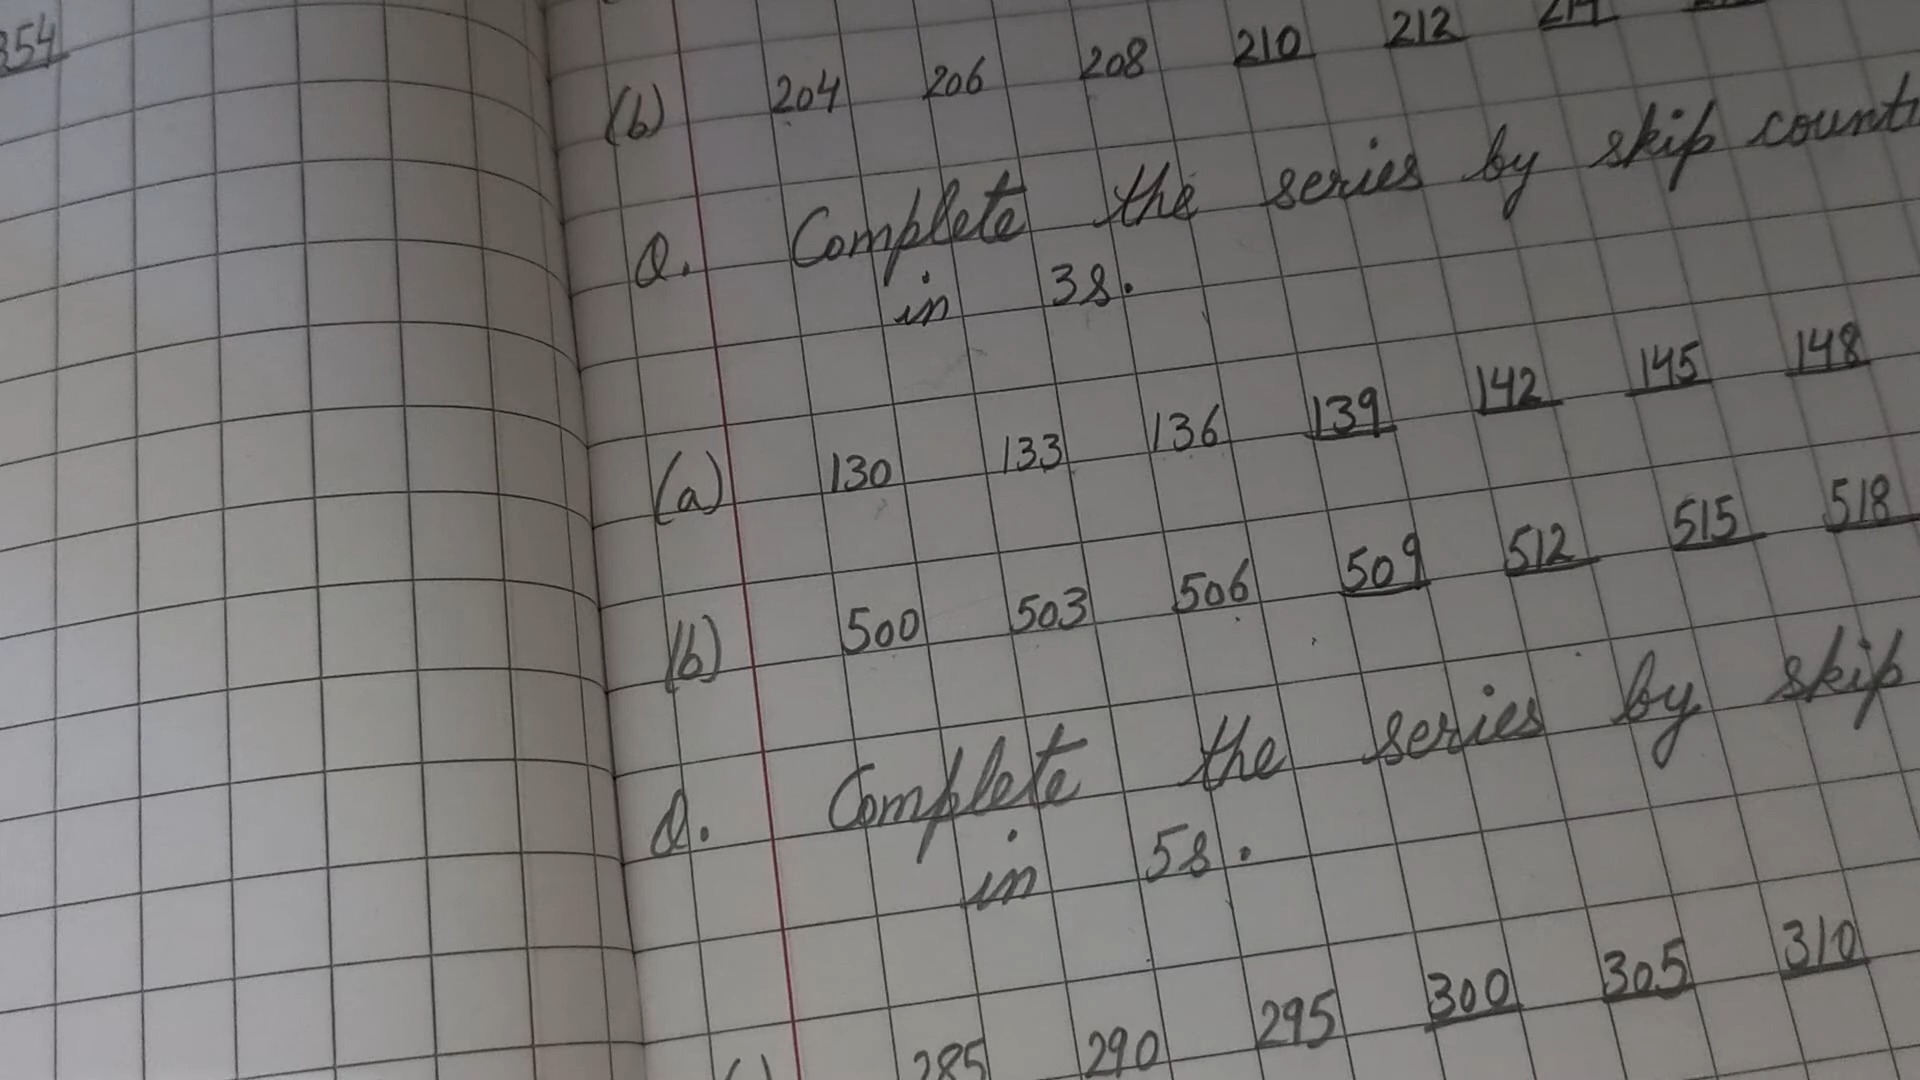 354
(b) 204 206 208 210 212 214
Q. Complete the series by skip
in 3s.
(a) 130 133 136 139 142 145 148
(b) 500 503 506 509 512 515 518
Q. Complete the series by skip
in 5s.
285 290 295 300 305 310